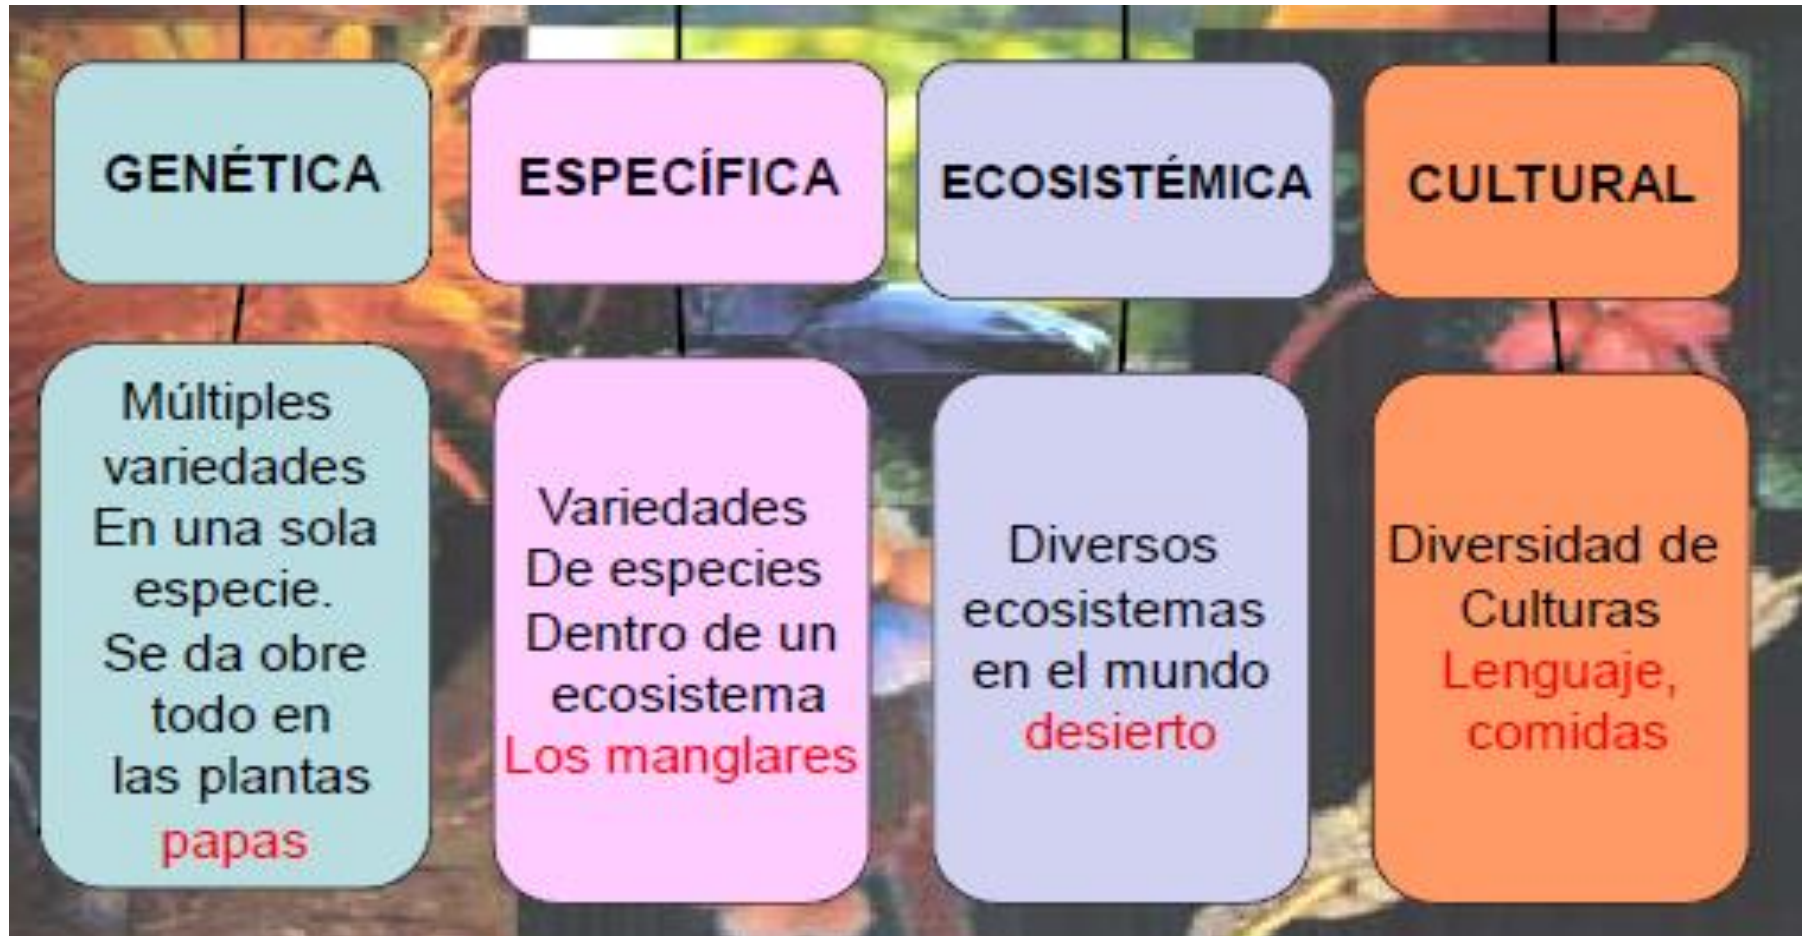 GENÉTICA
ESPECÍFICA
ECOSISTÉMICA
CULTURAL
Múltiples
variedades
En una sola
especie.
Se da obre
todo en
las plantas
papas
Variedades
De especies
Dentro de un
ecosistema
Los manglares
Diversos
ecosistemas
en el mundo
desierto
Diversidad de
Culturas
Lenguaje,
comidas